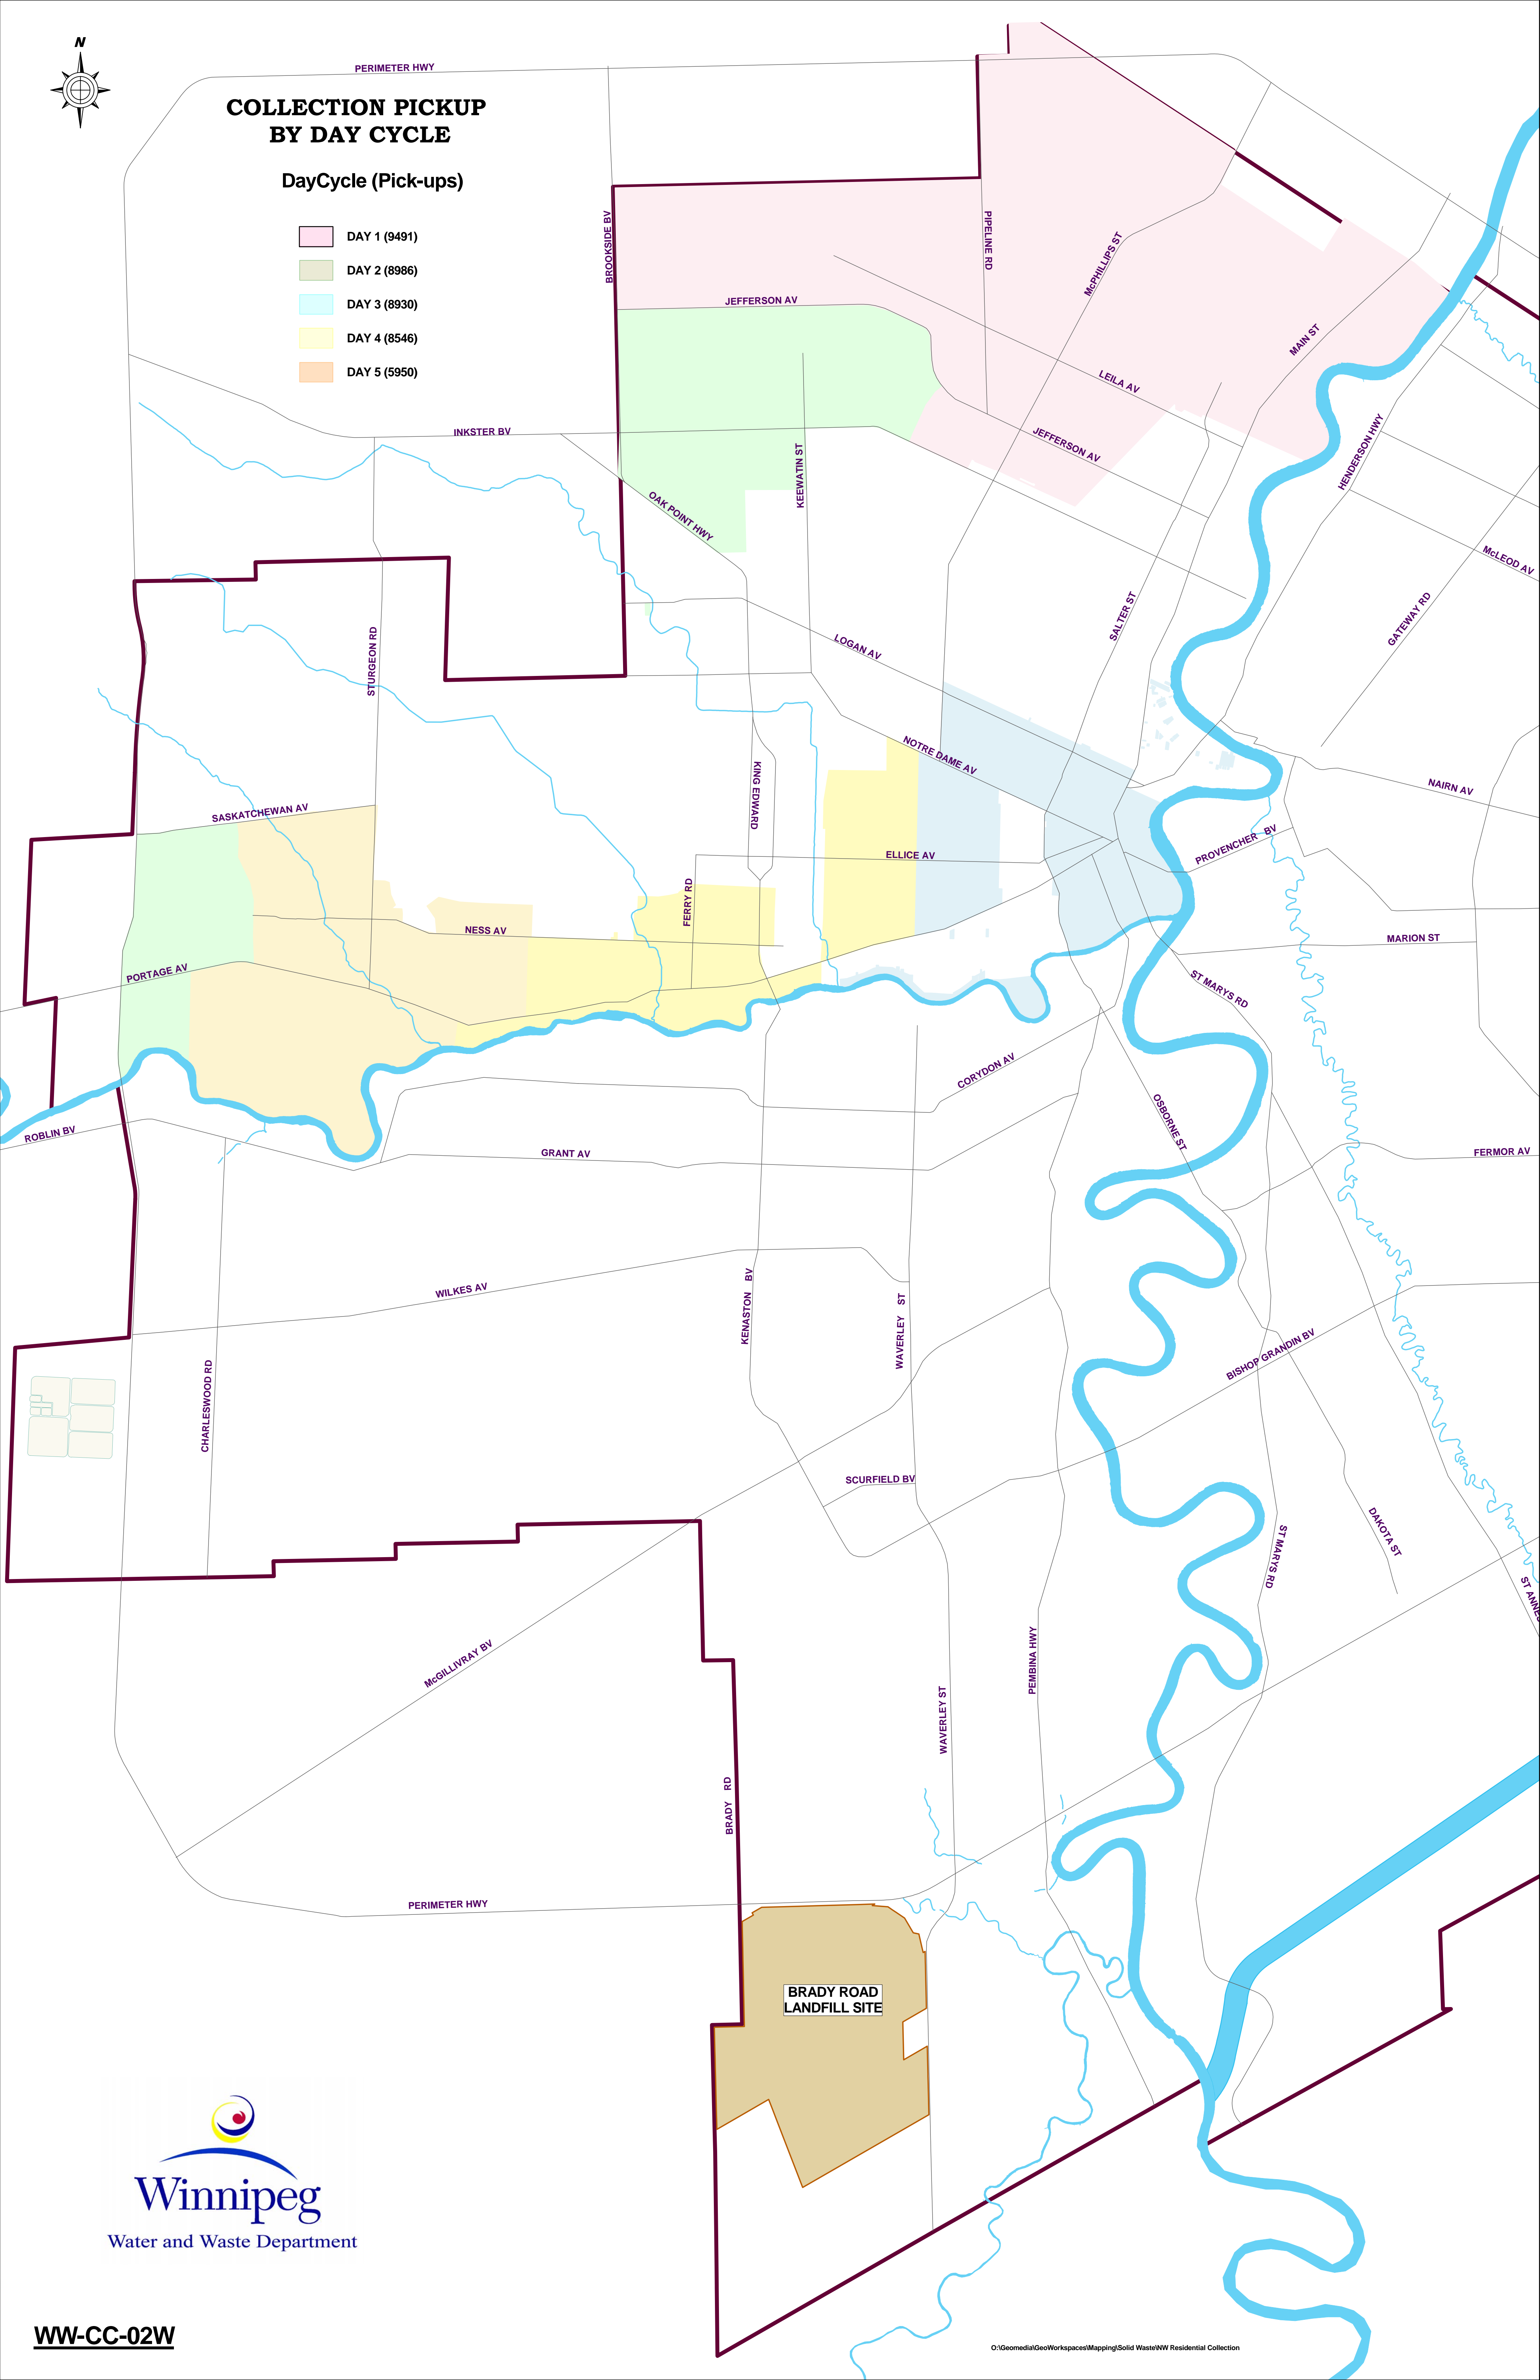 N
PERIMETER HWY
COLLECTION PICKUP
BY DAY CYCLE
DayCycle (Pick-ups)
DAY 1 (9491)
DAY 2 (8986)
DAY 3 (8930)
DAY 4 (8546)
DAY 5 (5950)
BROOKSIDE BV
PIPELINE RD
McPHILLIPS ST
JEFFERSON AV
MAIN ST
LEILA AV
INKSTER BV
JEFFERSON AV
HENDERSON HWY
KEEWATIN ST
OAK POINT HWY
McLEOD AV
GATEWAY RD
SALTER ST
STURGEON RD
LOGAN AV
NOTRE DAME AV
KING EDWARD
NAIRN AV
SASKATCHEWAN AV
PROVENCHER BV
ELLICE AV
FERRY RD
NESS AV
MARION ST
PORTAGE AV
ST MARYS RD
CORYDON AV
OSBORNE ST
ROBLIN BV
GRANT AV
FERMOR AV
WILKES AV
KENASTON BV
WAVERLEY ST
BISHOP GRANDIN BV
CHARLESWOOD RD
SCURFIELD BV
DAKOTA ST
ST MARYS RD
ST ANNES
McGILLIVRAY BV
PEMBINA HWY
WAVERLEY ST
BRADY RD
PERIMETER HWY
BRADY ROAD
LANDFILL SITE
Winnipeg
Water and Waste Department
WW-CC-02W
O:\Geomedia\GeoWorkspaces\Mapping\Solid Waste\NW Residential Collection